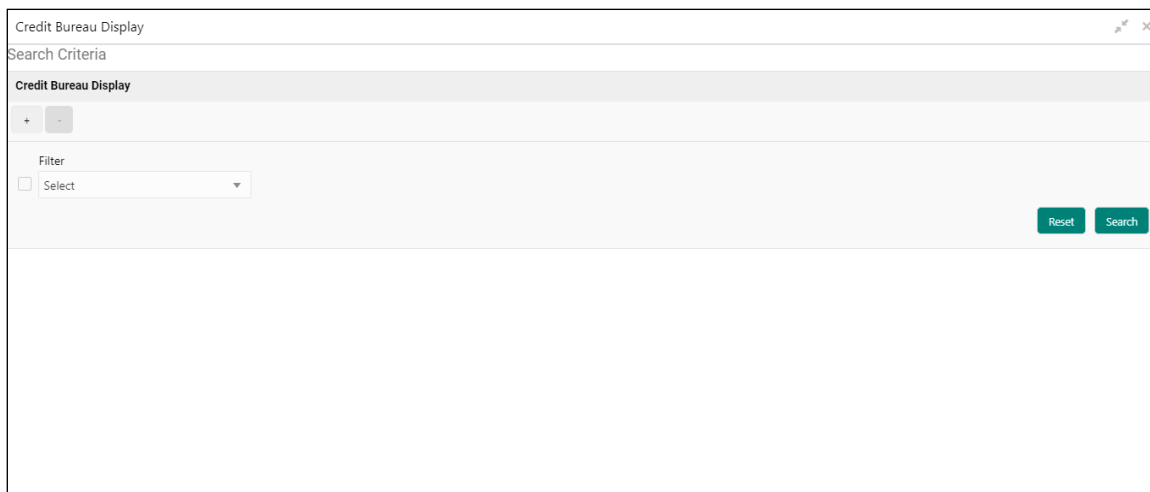 Credit Bureau Display
Search Criteria
Credit Bureau Display
+ -
Filter
Select
Reset Search